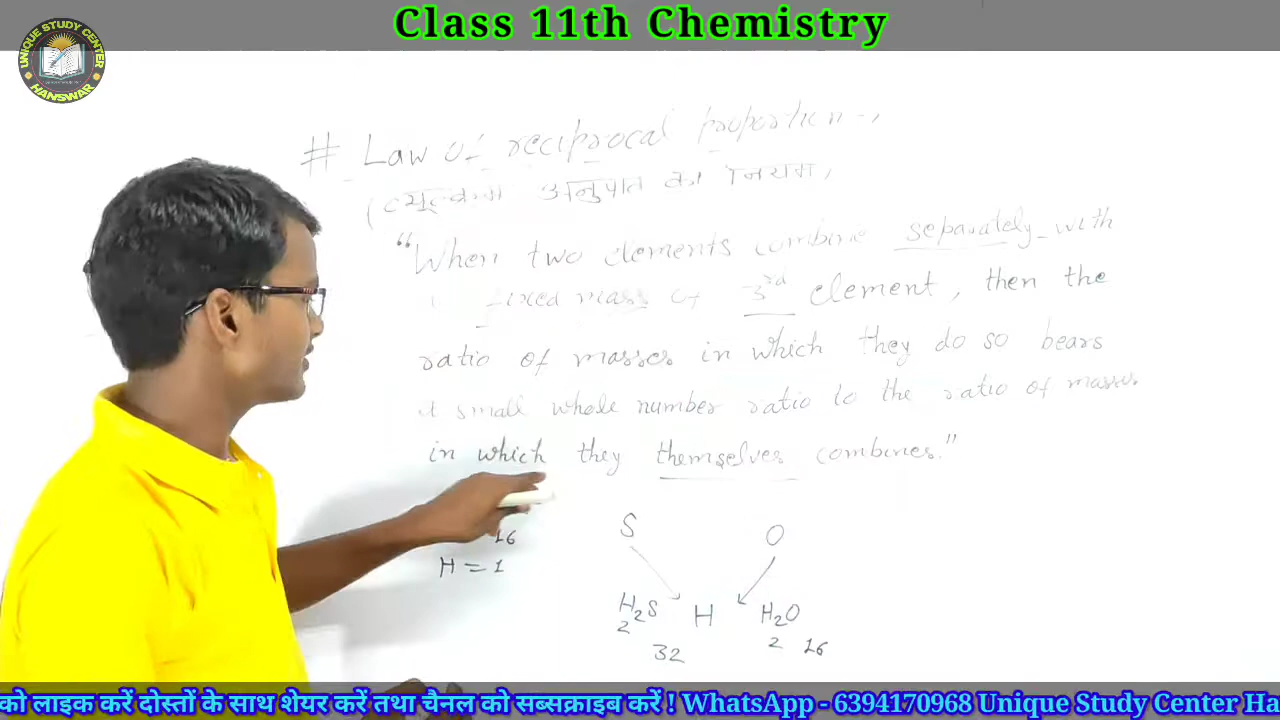 Class 11th Chemistry
UNIQUE STUDY CENTER
HANSWAR
# Law of reciprocal proportion -,
अनुपात का नियम,
"When two elements combine separately with
fixed mass of 3rd element, then the
ratio of masses in which they do so bears
small whole number ratio to the ratio of masses
in which they themselves combines."
16
H = 1
S O
H2S H H2O
2 2 16
32
को लाइक करें दोस्तों के साथ शेयर करें तथा चैनल को सब्सक्राइब करें ! WhatsApp - 6394170968 Unique Study Center Ha